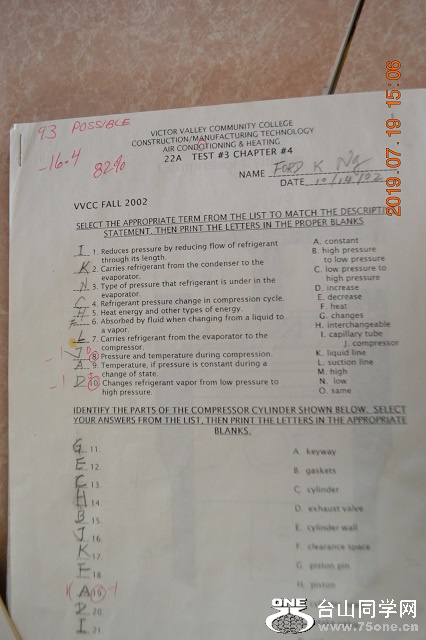 2019.07.19 15:06
93 POSSIBLE
-16.4
82%
VICTOR VALLEY COMMUNITY COLLEGE
CONSTRUCTION/MANUFACTURING TECHNOLOGY
AIR CONDITIONING & HEATING
22A TEST #3 CHAPTER #4
NAME FORD K Ng
DATE 10/14/02
VVCC FALL 2002
SELECT THE APPROPRIATE TERM FROM THE LIST TO MATCH THE DESCRIPTIVE
STATEMENT. THEN PRINT THE LETTERS IN THE PROPER BLANKS
I 1. Reduces pressure by reducing flow of refrigerant
through its length.
K 2. Carries refrigerant from the condenser to the
evaporator.
N 3. Type of pressure that refrigerant is under in the
evaporator.
C 4. Refrigerant pressure change in compression cycle.
H 5. Heat energy and other types of energy.
F 6. Absorbed by fluid when changing from a liquid to
a vapor.
L 7. Carries refrigerant from the evaporator to the
compressor.
-1 J D 8 Pressure and temperature during compression.
A 9. Temperature, if pressure is constant during a
change of state.
-1 D 10 Changes refrigerant vapor from low pressure to
high pressure.
A. constant
B. high pressure
to low pressure
C. low pressure to
high pressure
D. increase
E. decrease
F. heat
G. changes
H. interchangeable
I. capillary tube
J. compressor
K. liquid line
L. suction line
M. high
N. low
O. same
IDENTIFY THE PARTS OF THE COMPRESSOR CYLINDER SHOWN BELOW. SELECT
YOUR ANSWERS FROM THE LIST, THEN PRINT THE LETTERS IN THE APPROPRIATE
BLANKS.
G 11.
E 12.
C 13.
H 14.
B 15.
J 16.
K 17.
F 18
A 19 -1
D 20.
I 21.
A. keyway
B. gaskets
C. cylinder
D. exhaust valve
E. cylinder wall
F. clearance space
G. piston pin
H. piston
ONE
台山同学网
www.75one.cn